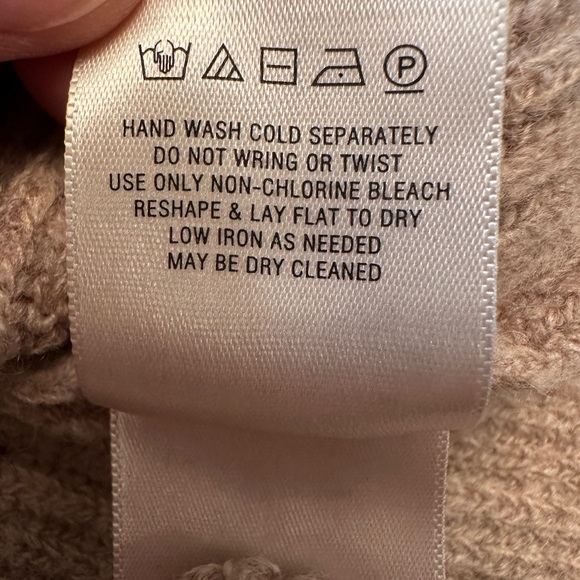 P
HAND WASH COLD SEPARATELY
DO NOT WRING OR TWIST
USE ONLY NON-CHLORINE BLEACH
RESHAPE & LAY FLAT TO DRY
LOW IRON AS NEEDED
MAY BE DRY CLEANED